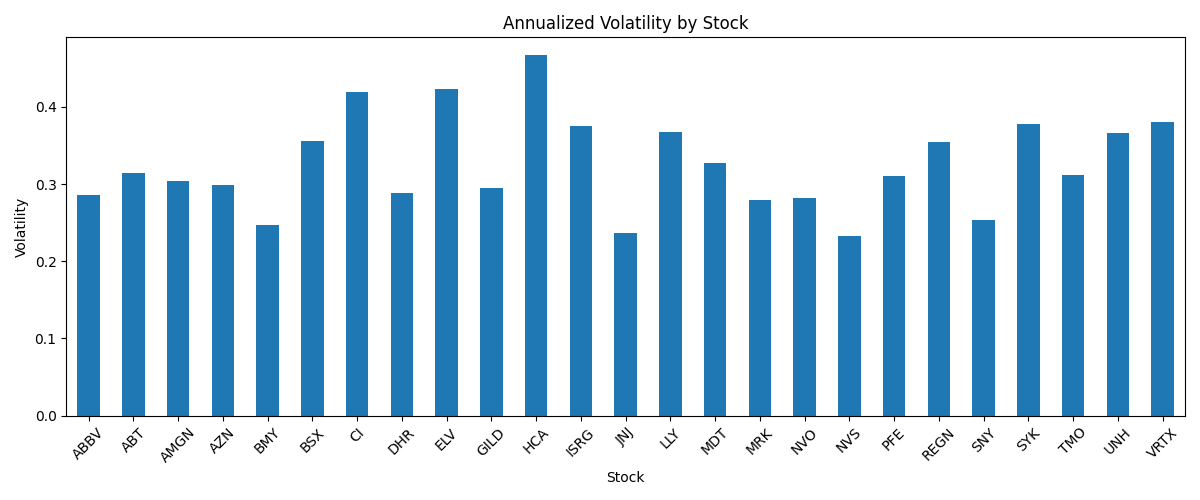 Annualized Volatility by Stock
Volatility
0.4
0.3
0.2
0.1
0.0
ABBV
ABT
AMGN
AZN
BMY
BSX
CI
DHR
ELV
GILD
HCA
ISRG
JNJ
LLY
MDT
MRK
NVO
NVS
PFE
REGN
SNY
SYK
TMO
UNH
VRTX
Stock